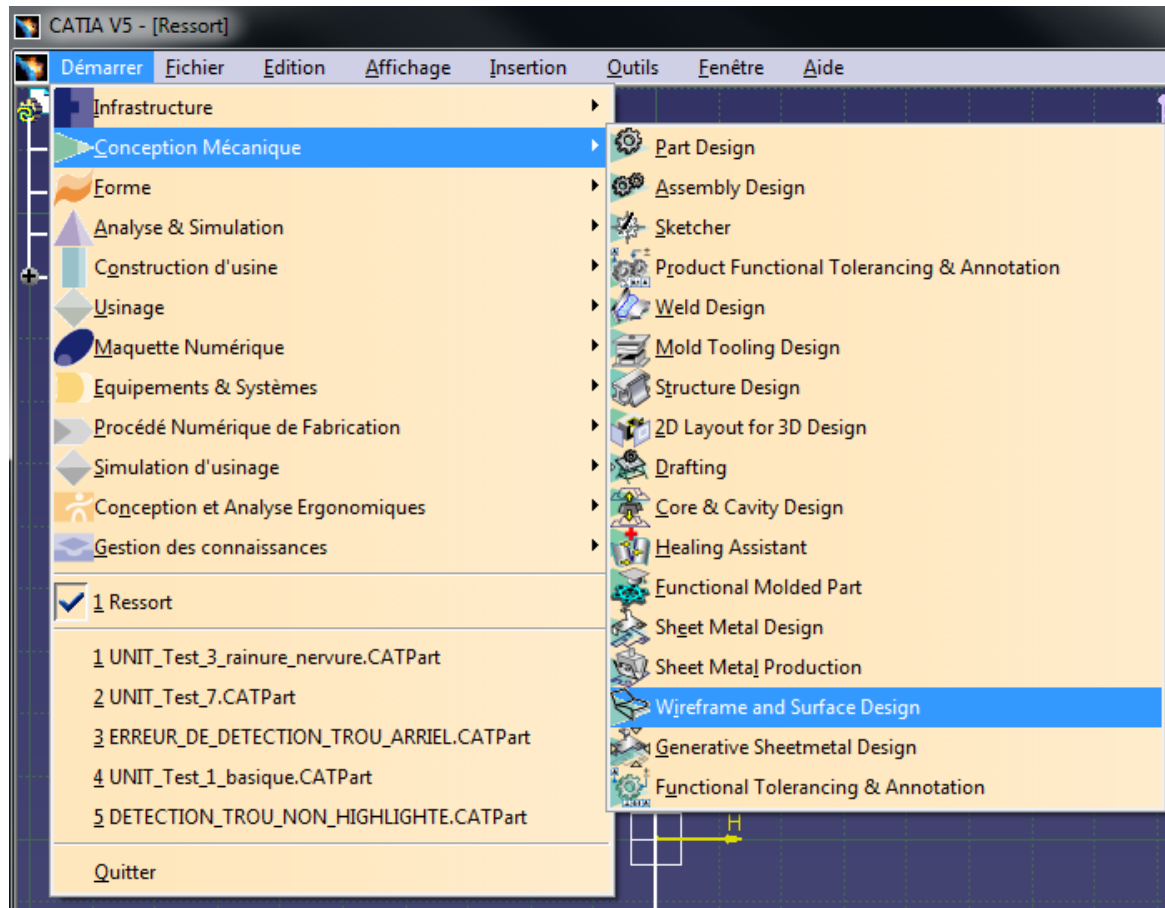 CATIA V5 - [Ressort]
Démarrer Fichier Edition Affichage Insertion Outils Fenêtre Aide
Infrastructure
Conception Mécanique
Forme
Analyse & Simulation
Construction d'usine
Usinage
Maquette Numérique
Equipements & Systèmes
Procédé Numérique de Fabrication
Simulation d'usinage
Conception et Analyse Ergonomiques
Gestion des connaissances
1 Ressort
1 UNIT_Test_3_rainure_nervure.CATPart
2 UNIT_Test_7.CATPart
3 ERREUR_DE_DETECTION_TROU_ARRIEL.CATPart
4 UNIT_Test_1_basique.CATPart
5 DETECTION_TROU_NON_HIGHLIGHTE.CATPart
Quitter
Part Design
Assembly Design
Sketcher
Product Functional Tolerancing & Annotation
Weld Design
Mold Tooling Design
Structure Design
2D Layout for 3D Design
Drafting
Core & Cavity Design
Healing Assistant
Functional Molded Part
Sheet Metal Design
Sheet Metal Production
Wireframe and Surface Design
Generative Sheetmetal Design
Functional Tolerancing & Annotation
H